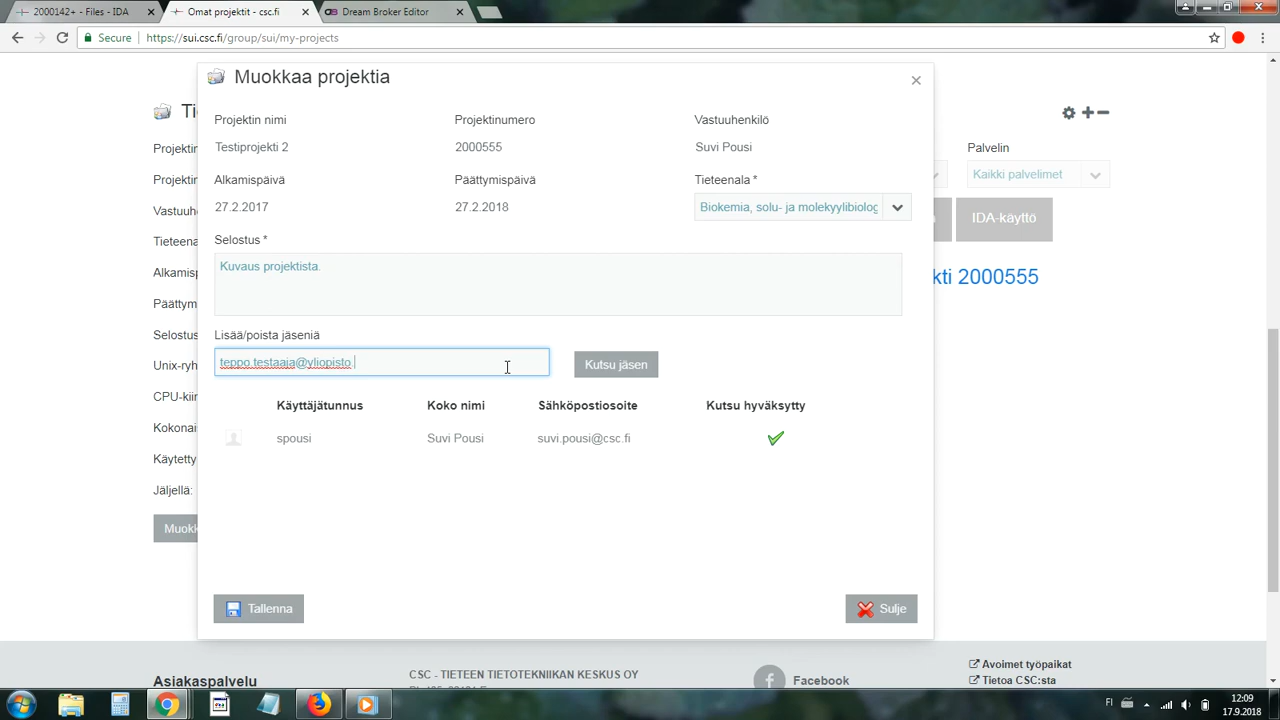 2000142+ - Files - IDA
Omat projektit - csc.fi
Dream Broker Editor
Secure
https://sui.csc.fi/group/sui/my-projects
Muokkaa projektia
Projektin nimi
Projektinumero
Vastuuhenkilö
Testiprojekti 2
2000555
Suvi Pousi
Alkamispäivä
Päättymispäivä
Tieteenala *
27.2.2017
27.2.2018
Biokemia, solu- ja molekyylibiolog
Selostus *
Kuvaus projektista.
Lisää/poista jäseniä
teppo.testaaja@yliopisto.
Kutsu jäsen
Käyttäjätunnus
Koko nimi
Sähköpostiosoite
Kutsu hyväksytty
spousi
Suvi Pousi
suvi.pousi@csc.fi
Tallenna
Sulje
Ti
Projektin
Projektin
Vastuuh
Tieteena
Alkamisp
Päättym
Selostus
Unix-ryh
CPU-kiin
Kokonai
Käytetty
Jäljellä:
Muokk
Palvelin
Kaikki palvelimet
IDA-käyttö
kti 2000555
Asiakaspalvelu
CSC - TIETEEN TIETOTEKNIIKAN KESKUS OY
Facebook
Avoimet työpaikat
Tietoa CSC:sta
FI
12:09
17.9.2018